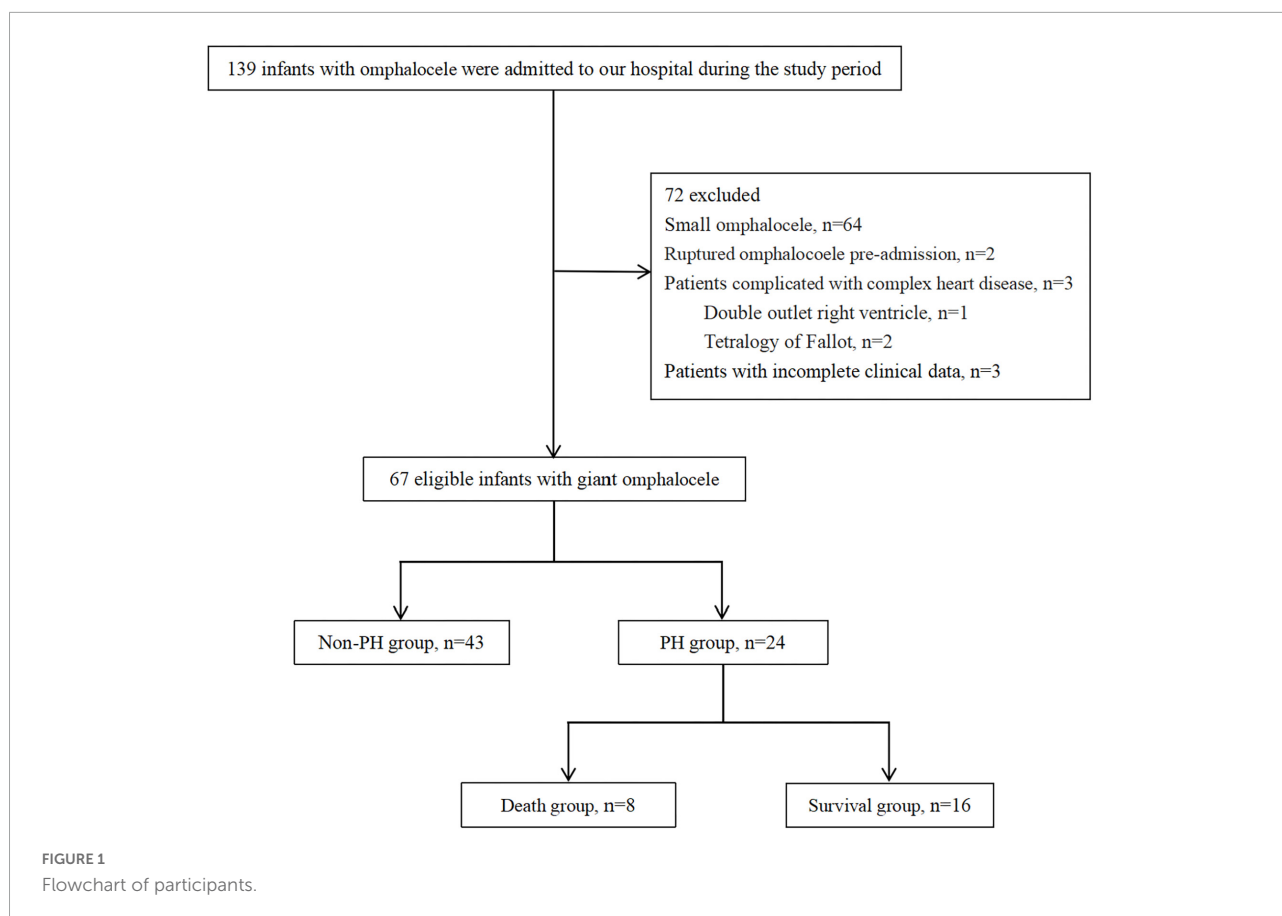 139 infants with omphalocele were admitted to our hospital during the study period
72 excluded
Small omphalocele, n=64
Ruptured omphalocoele pre-admission, n=2
Patients complicated with complex heart disease, n=3
Double outlet right ventricle, n=1
Tetralogy of Fallot, n=2
Patients with incomplete clinical data, n=3
67 eligible infants with giant omphalocele
Non-PH group, n=43
PH group, n=24
Death group, n=8
Survival group, n=16
FIGURE 1
Flowchart of participants.